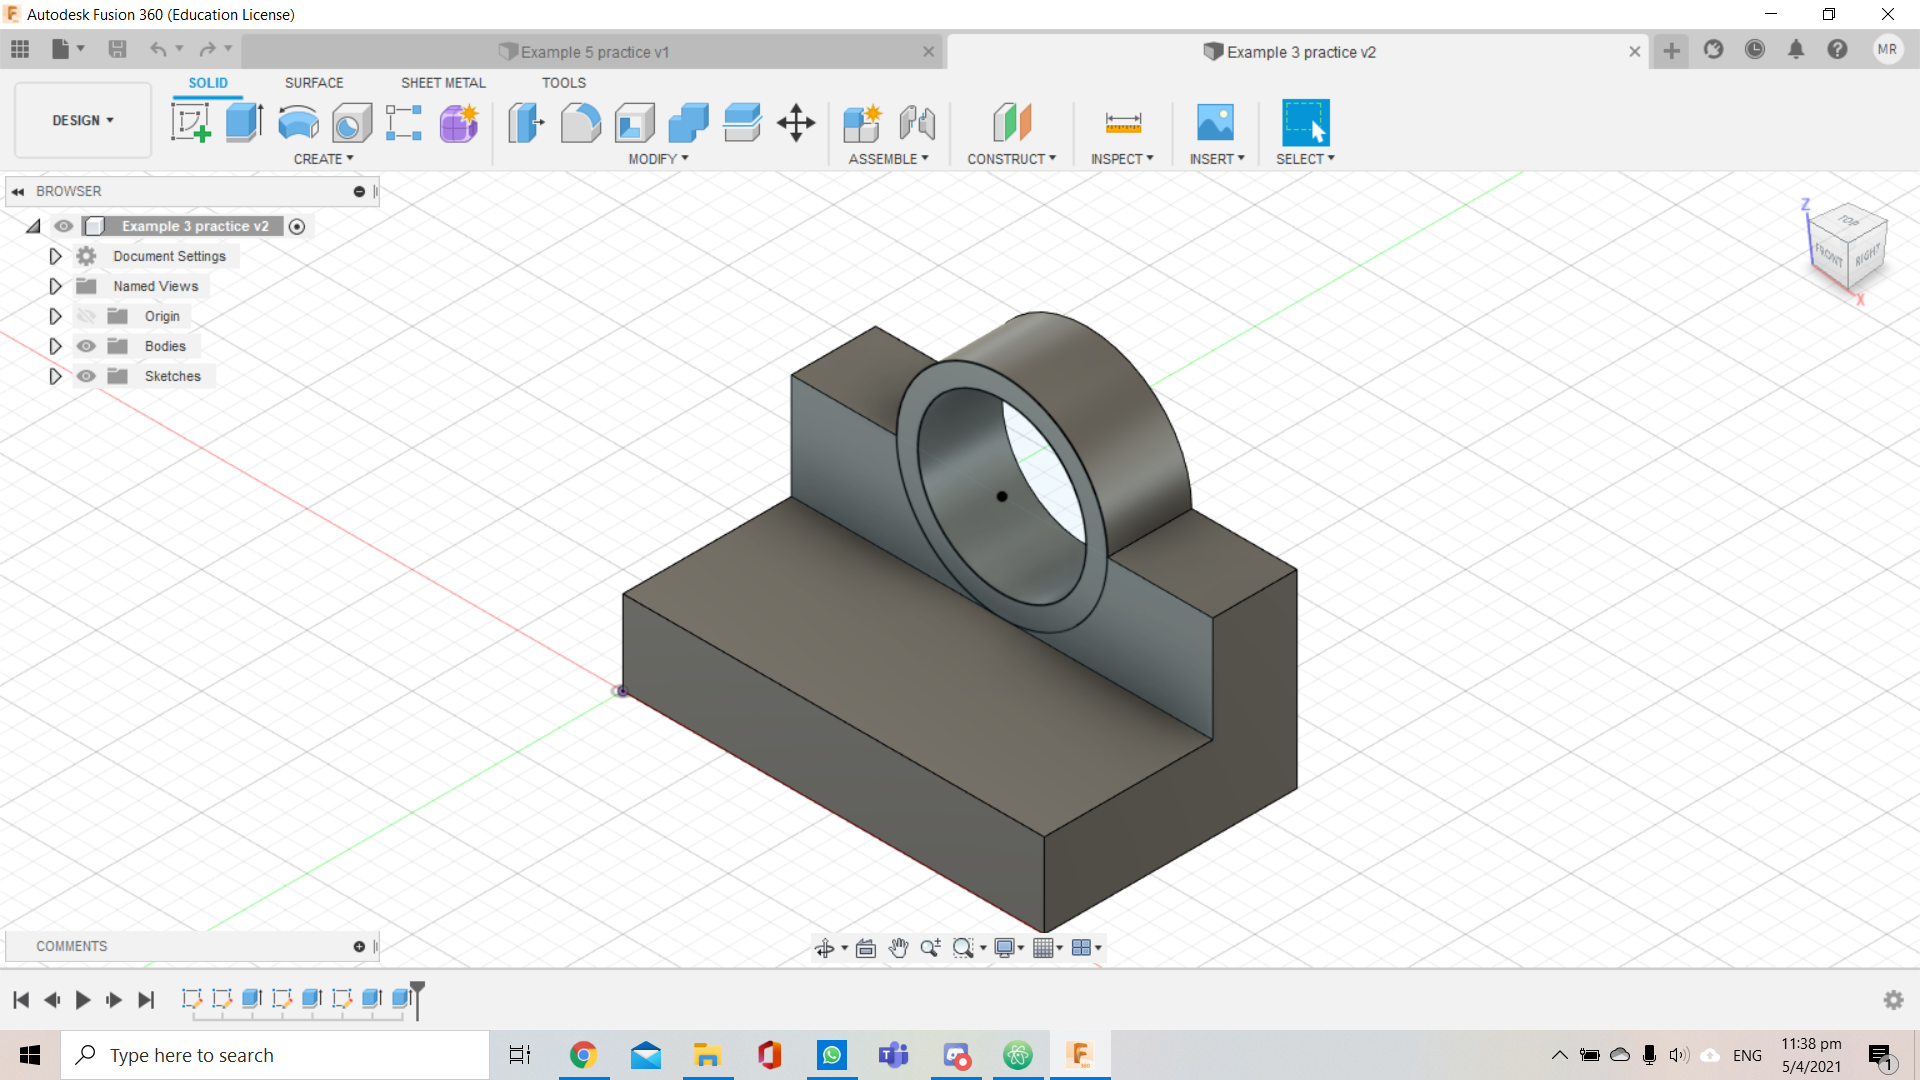 Autodesk Fusion 360 (Education License)
Example 5 practice v1
Example 3 practice v2
MR
SOLID SURFACE SHEET METAL TOOLS
DESIGN
CREATE MODIFY ASSEMBLE CONSTRUCT INSPECT INSERT SELECT
BROWSER
Example 3 practice v2
Document Settings
Named Views
Origin
Bodies
Sketches
Z
TOP
FRONT
RIGHT
X
COMMENTS
Type here to search
ENG
11:38 pm
5/4/2021
1